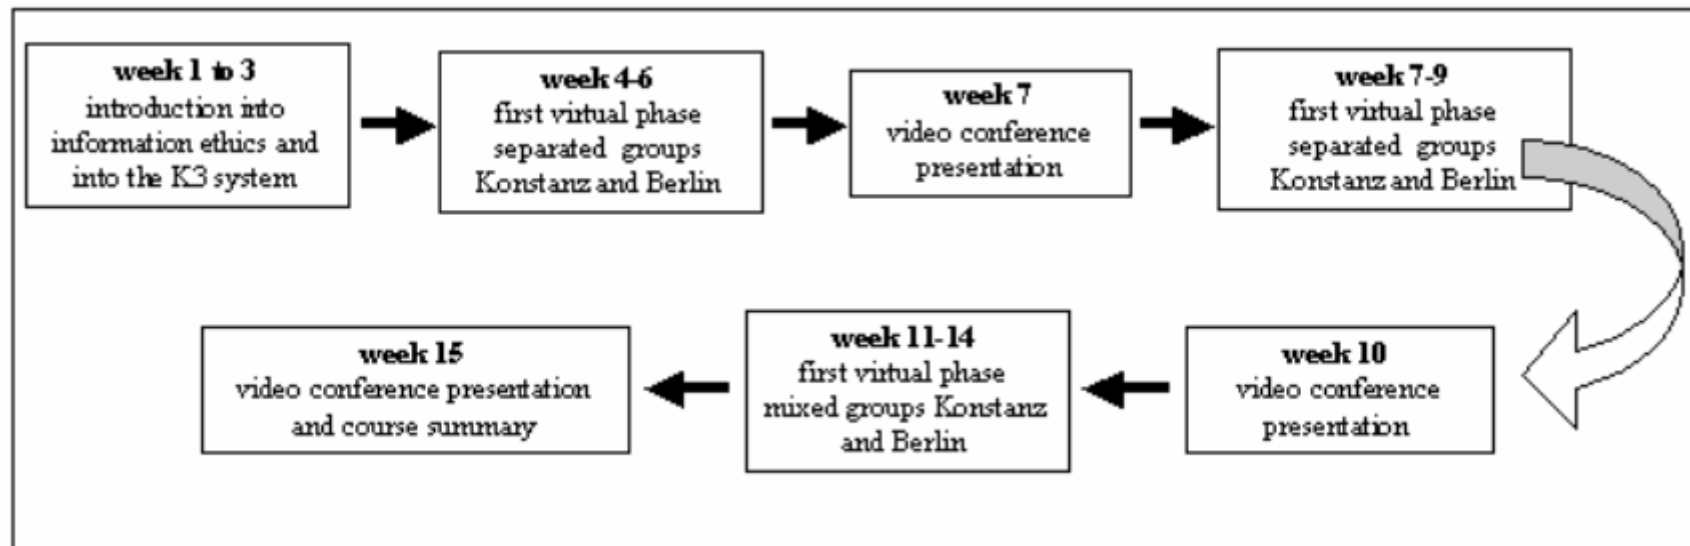 week 1 to 3
introduction into
information ethics and
into the K3 system
week 4-6
first virtual phase
separated groups
Konstanz and Berlin
week 7
video conference
presentation
week 7-9
first virtual phase
separated groups
Konstanz and Berlin
week 10
video conference
presentation
week 11-14
first virtual phase
mixed groups Konstanz
and Berlin
week 15
video conference presentation
and course summary